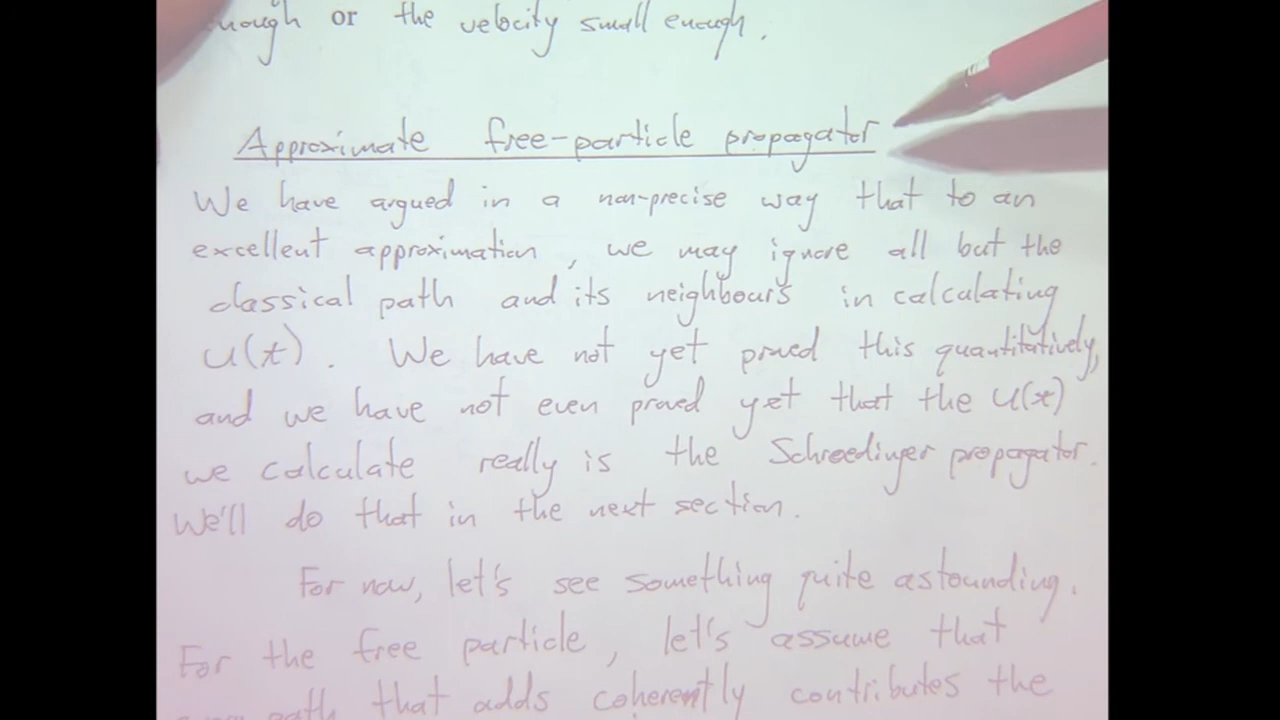 or the velocity small enough.
Approximate free-particle propagator
We have argued in a non-precise way that to an
excellent approximation, we may ignore all but the
classical path and its neighbours in calculating
U(t). We have not yet proved this quantitatively,
and we have not even proved yet that the U(t)
we calculate really is the Schroedinger propagator.
We'll do that in the next section.
For now, let's see something quite astounding.
For the free particle, let's assume that
path that adds coherently contributes the